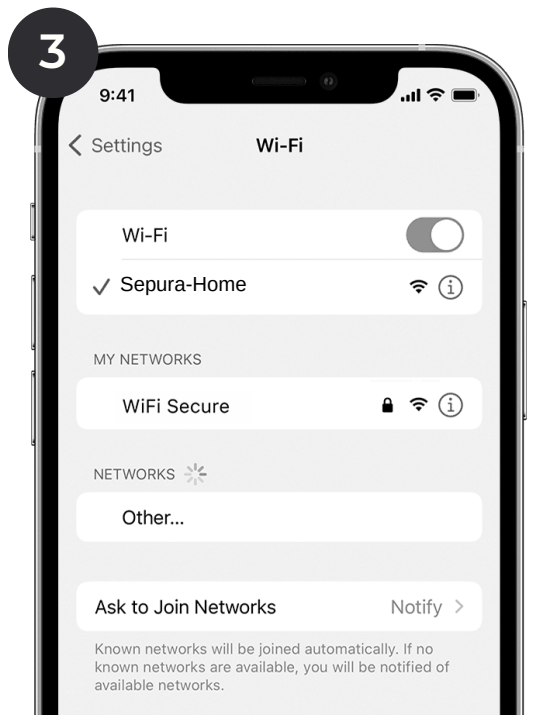 3
9:41
Settings
Wi-Fi
Wi-Fi
Sepura-Home
MY NETWORKS
WiFi Secure
NETWORKS
Other...
Ask to Join Networks
Notify
Known networks will be joined automatically. If no
known networks are available, you will be notified of
available networks.